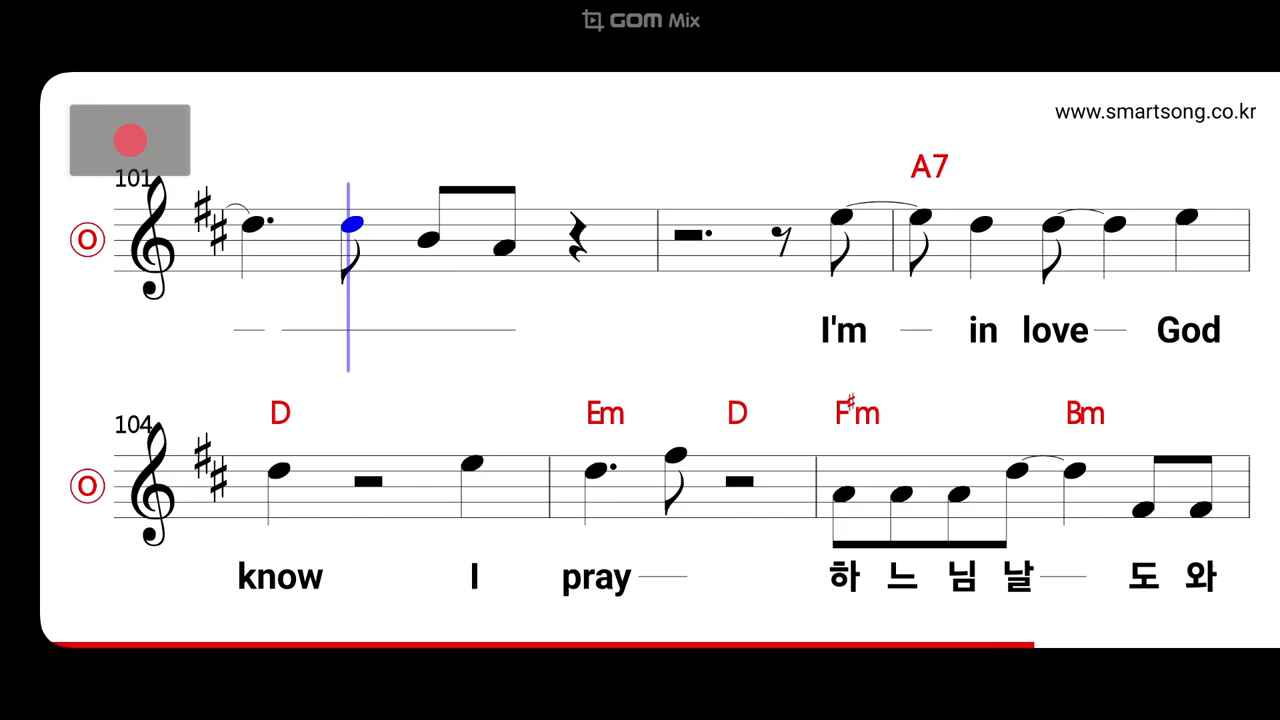 GOM Mix
www.smartsong.co.kr
A7
101
O
I'm in love God
D Em D F♯m Bm
104
O
know I pray 하 느 님 날 도 와